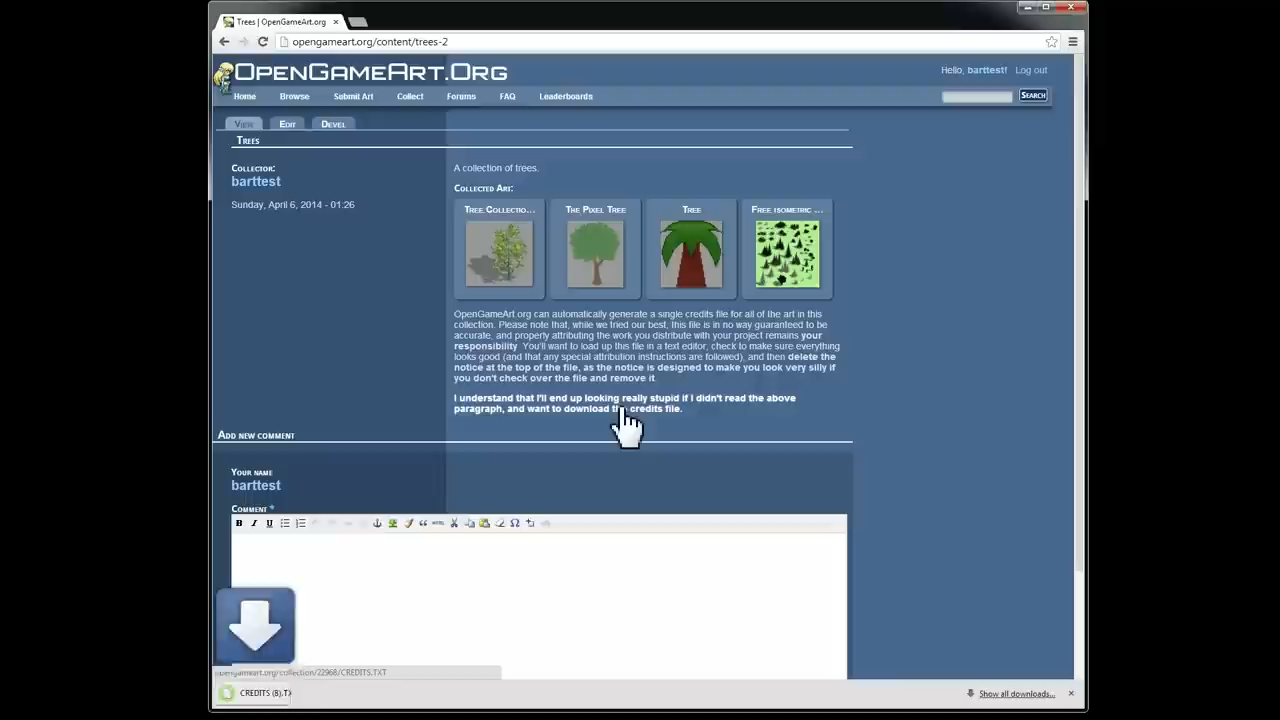 Trees | OpenGameArt.org
opengameart.org/content/trees-2
OpenGameArt.Org
Hello, barttest! Log out
Home Browse Submit Art Collect Forums FAQ Leaderboards
Search
View Edit Devel
Trees
Collector:
barttest
Sunday, April 6, 2014 - 01:26
A collection of trees.
Collected Art:
Tree Collectio... The Pixel Tree Tree Free isometric ...
OpenGameArt.org can automatically generate a single credits file for all of the art in this
collection. Please note that, while we tried our best, this file is in no way guaranteed to be
accurate, and properly attributing the work you distribute with your project remains your
responsibility. You'll want to load up this file in a text editor, check to make sure everything
looks good (and that any special attribution instructions are followed), and then delete the
notice at the top of the file, as the notice is designed to make you look very silly if
you don't check over the file and remove it.
I understand that I'll end up looking really stupid if I didn't read the above
paragraph, and want to download the credits file.
Add new comment
Your name
barttest
Comment *
B I U
opengameart.org/collection/22968/CREDITS.TXT
CREDITS (8).TX
Show all downloads...